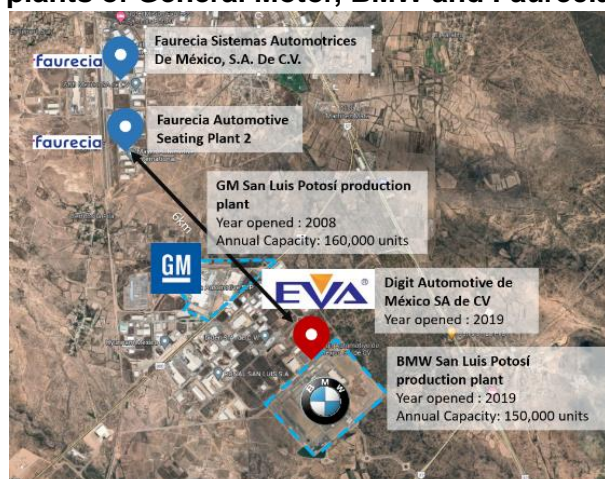 plants of General Motor, BMW and Faurecia
Faurecia Sistemas Automotrices
De México, S.A. De C.V.
faurecia
Faurecia Automotive
Seating Plant 2
faurecia
GM San Luis Potosí production
plant
Year opened : 2008
Annual Capacity: 160,000 units
6km
GM
EVA
Digit Automotive de
México SA de CV
Year opened : 2019
BMW
BMW San Luis Potosí
production plant
Year opened : 2019
Annual Capacity: 150,000 units